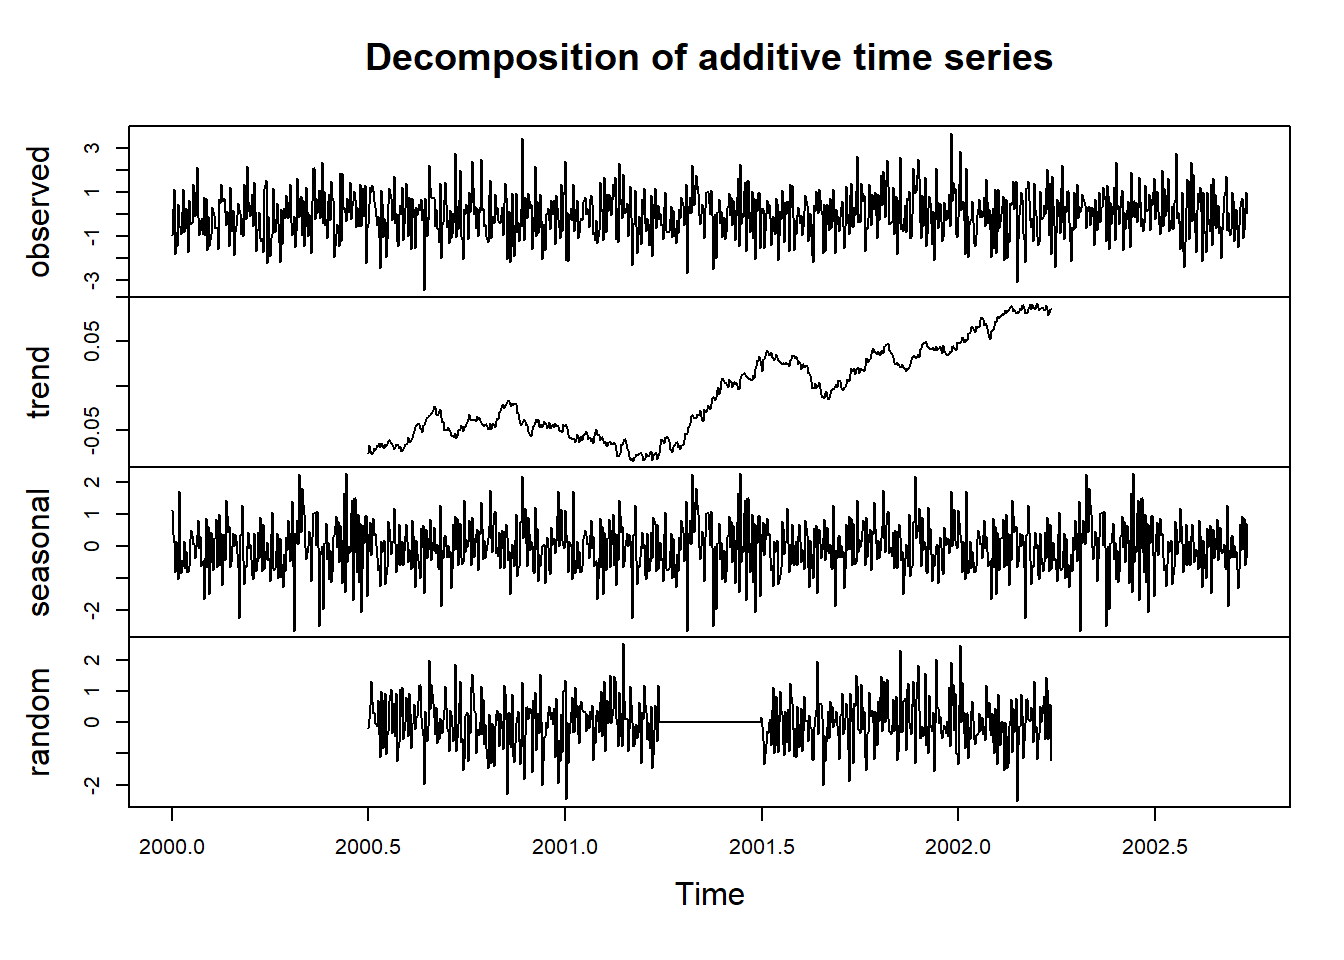 Decomposition of additive time series
observed
3
1
-1
-3
trend
0.05
-0.05
seasonal
2
1
0
-2
random
2
1
0
-2
2000.0 2000.5 2001.0 2001.5 2002.0 2002.5
Time